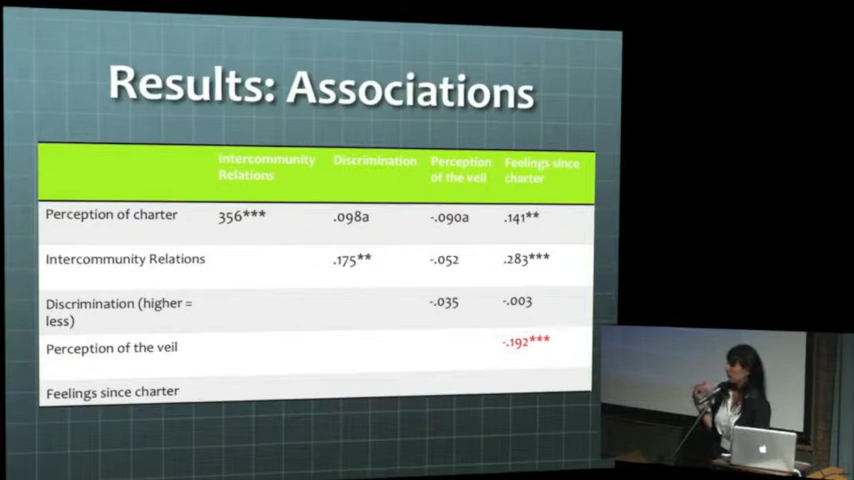 Results: Associations
Intercommunity Relations Discrimination Perception of the veil Feelings since charter
Perception of charter 356*** .098a -.090a .141**
Intercommunity Relations .175** -.052 .283***
Discrimination (higher = less) -.035 -.003
Perception of the veil -.192***
Feelings since charter